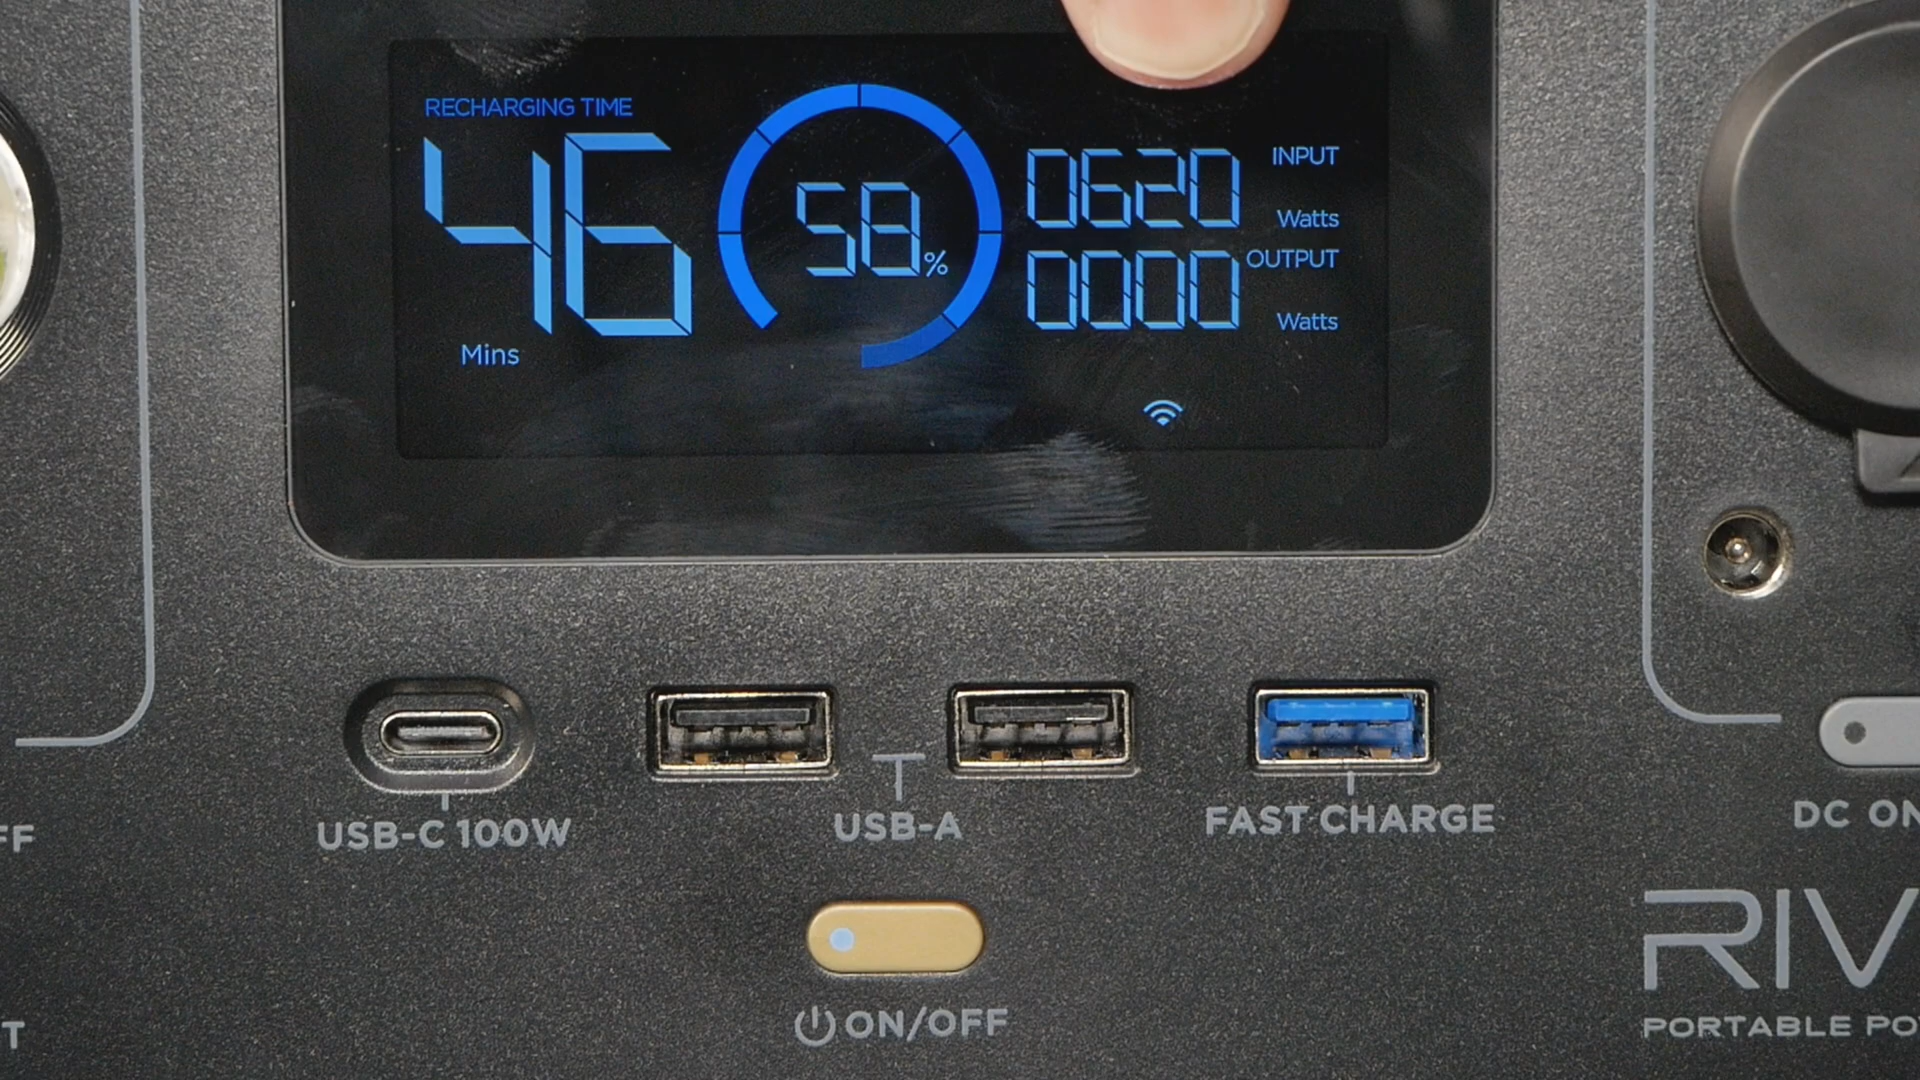 RECHARGING TIME
46
Mins
58%
0620 INPUT
Watts
0000 OUTPUT
Watts
USB-C 100W
USB-A
FAST CHARGE
FF
DC ON
ON/OFF
RIV
PORTABLE PO
T